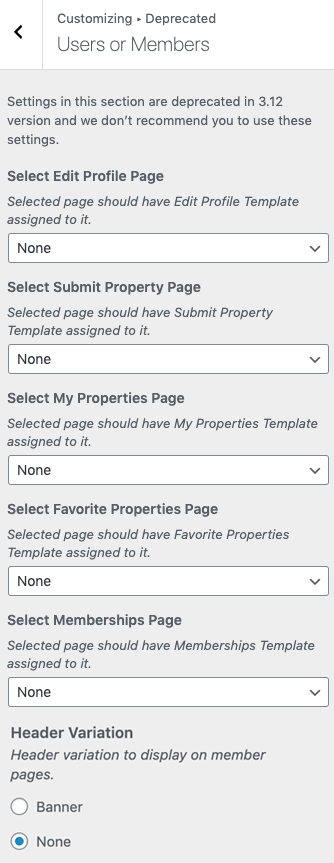 Customizing ▸ Deprecated
Users or Members
Settings in this section are deprecated in 3.12
version and we don’t recommend you to use these
settings.
Select Edit Profile Page
Selected page should have Edit Profile Template
assigned to it.
None
Select Submit Property Page
Selected page should have Submit Property
Template assigned to it.
None
Select My Properties Page
Selected page should have My Properties Template
assigned to it.
None
Select Favorite Properties Page
Selected page should have Favorite Properties
Template assigned to it.
None
Select Memberships Page
Selected page should have Memberships Template
assigned to it.
None
Header Variation
Header variation to display on member
pages.
Banner
None